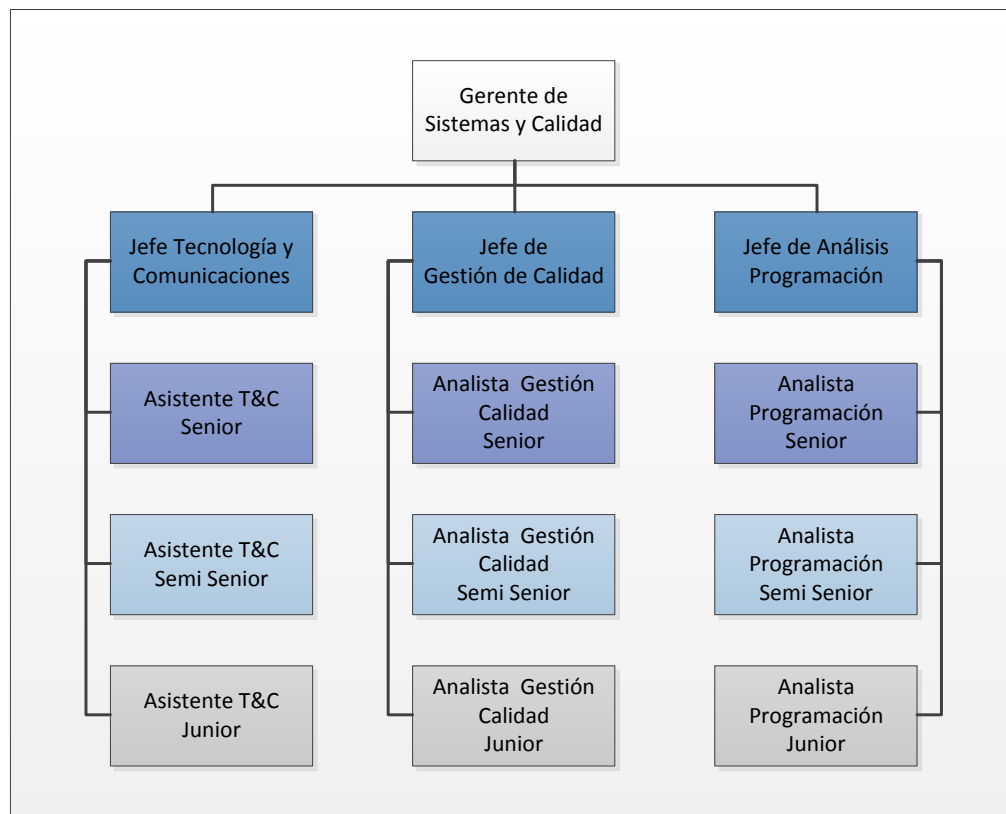 Gerente de
Sistemas y Calidad
Jefe Tecnología y
Comunicaciones
Jefe de
Gestión de Calidad
Jefe de Análisis
Programación
Asistente T&C
Senior
Analista  Gestión
Calidad
Senior
Analista
Programación
Senior
Asistente T&C
Semi Senior
Analista  Gestión
Calidad
Semi Senior
Analista
Programación
Semi Senior
Asistente T&C
Junior
Analista  Gestión
Calidad
Junior
Analista
Programación
Junior